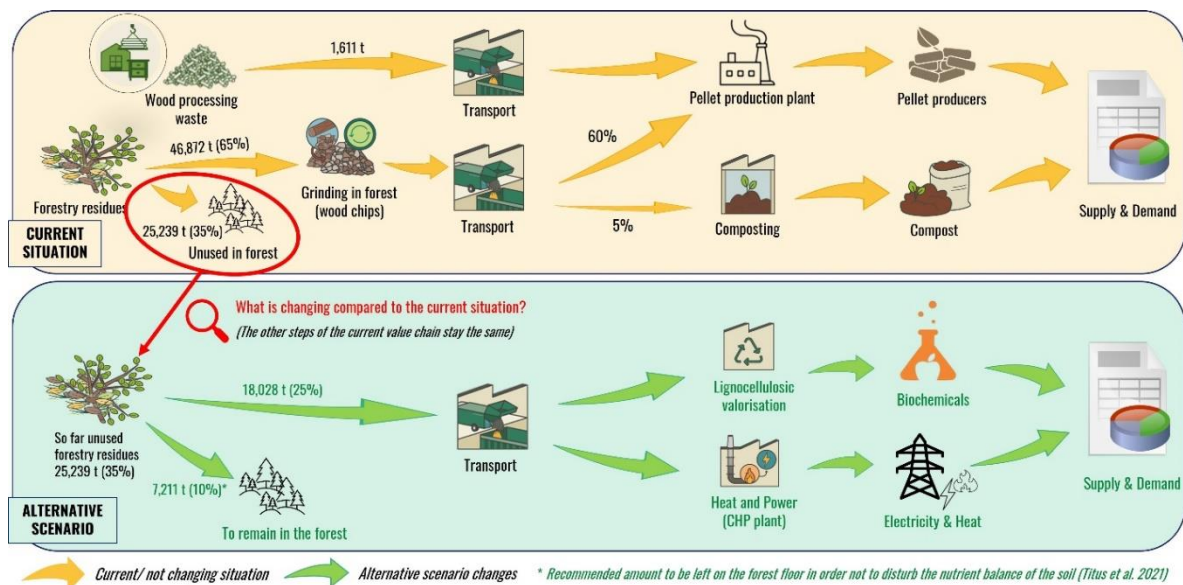 1,611 t
Wood processing
waste
Transport
Pellet production plant
Pellet producers
46,872 t (65%)
60%
Forestry residues
Grinding in forest
(wood chips)
Transport
5%
Composting
Compost
Supply & Demand
25,239 t (35%)
Unused in forest
CURRENT
SITUATION
What is changing compared to the current situation?
(The other steps of the current value chain stay the same)
18,028 t (25%)
Lignocellulosic
valorisation
Biochemicals
So far unused
forestry residues
25,239 t (35%)
Transport
7,211 t (10%)*
To remain in the forest
Heat and Power
(CHP plant)
Electricity & Heat
Supply & Demand
ALTERNATIVE
SCENARIO
Current/ not changing situation
Alternative scenario changes
* Recommended amount to be left on the forest floor in order not to disturb the nutrient balance of the soil (Titus et al. 2021)